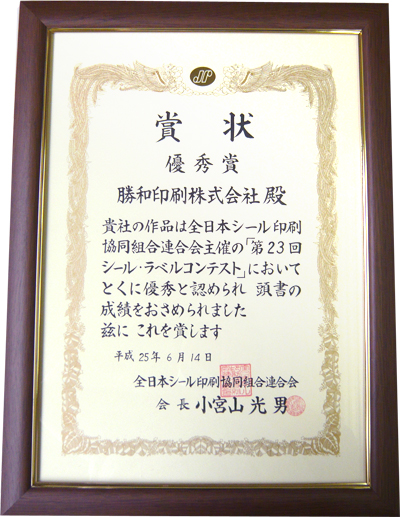 賞状
優秀賞
勝和印刷株式会社 殿
貴社の作品は全日本シール印刷
協同組合連合会主催の「第23回
シール・ラベルコンテスト」において
とくに優秀と認められ 頭書の
成績をおさめられました
玆に これを賞します
平成25年6月14日
全日本シール印刷協同組合連合会
会長 小宮山光男